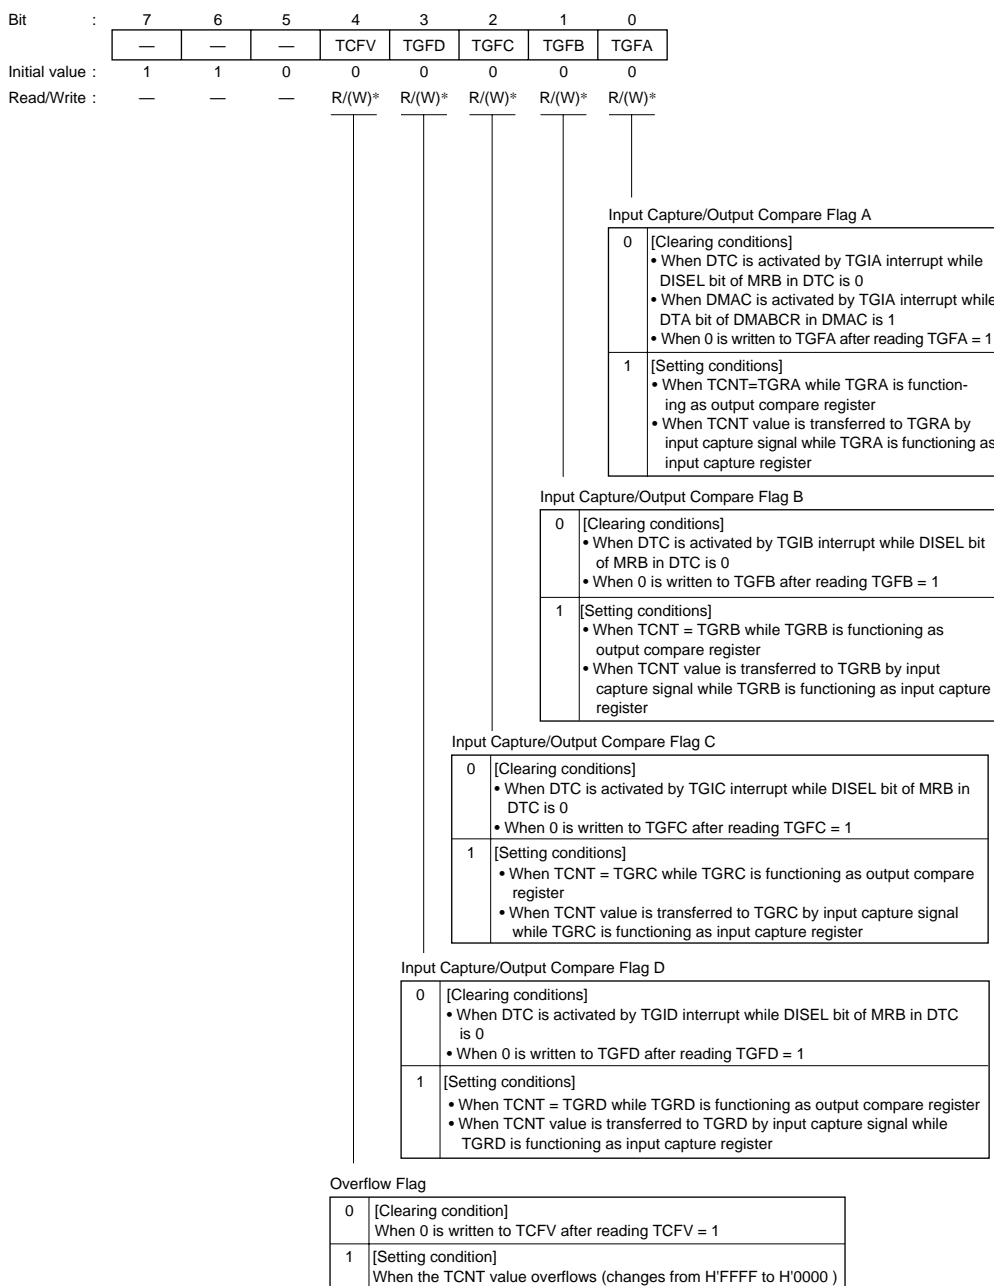 Bit : 7 6 5 4 3 2 1 0
— — — TCFV TGFD TGFC TGFB TGFA
Initial value : 1 1 0 0 0 0 0 0
Read/Write : — — — R/(W)* R/(W)* R/(W)* R/(W)* R/(W)*
Input Capture/Output Compare Flag A
0 [Clearing conditions]
• When DTC is activated by TGIA interrupt while
DISEL bit of MRB in DTC is 0
• When DMAC is activated by TGIA interrupt while
DTA bit of DMABCR in DMAC is 1
• When 0 is written to TGFA after reading TGFA = 1
1 [Setting conditions]
• When TCNT=TGRA while TGRA is function-
ing as output compare register
• When TCNT value is transferred to TGRA by
input capture signal while TGRA is functioning as
input capture register
Input Capture/Output Compare Flag B
0 [Clearing conditions]
• When DTC is activated by TGIB interrupt while DISEL bit
of MRB in DTC is 0
• When 0 is written to TGFB after reading TGFB = 1
1 [Setting conditions]
• When TCNT = TGRB while TGRB is functioning as
output compare register
• When TCNT value is transferred to TGRB by input
capture signal while TGRB is functioning as input capture
register
Input Capture/Output Compare Flag C
0 [Clearing conditions]
• When DTC is activated by TGIC interrupt while DISEL bit of MRB in
DTC is 0
• When 0 is written to TGFC after reading TGFC = 1
1 [Setting conditions]
• When TCNT = TGRC while TGRC is functioning as output compare
register
• When TCNT value is transferred to TGRC by input capture signal
while TGRC is functioning as input capture register
Input Capture/Output Compare Flag D
0 [Clearing conditions]
• When DTC is activated by TGID interrupt while DISEL bit of MRB in DTC
is 0
• When 0 is written to TGFD after reading TGFD = 1
1 [Setting conditions]
• When TCNT = TGRD while TGRD is functioning as output compare register
• When TCNT value is transferred to TGRD by input capture signal while
TGRD is functioning as input capture register
Overflow Flag
0 [Clearing condition]
When 0 is written to TCFV after reading TCFV = 1
1 [Setting condition]
When the TCNT value overflows (changes from H'FFFF to H'0000 )